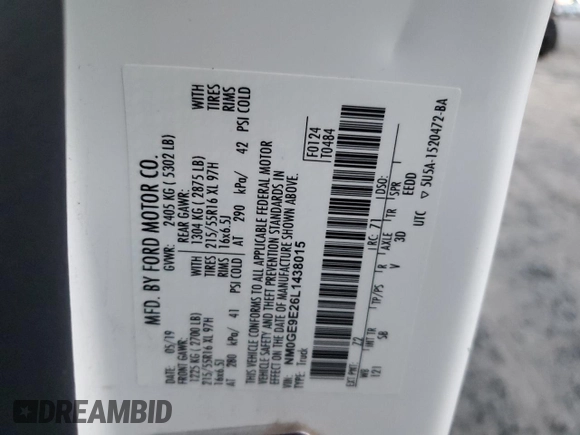 MFD. BY FORD MOTOR CO.
DATE: 05/19 GVWR: 2405 KG ( 5302 LB)
FRONT GAWR: REAR GAWR:
1225 KG ( 2700 LB) WITH 1304 KG ( 2875 LB) WITH
215/55R16 XL 97H TIRES 215/55R16 XL 97H TIRES
16x6.5J RIMS 16x6.5J RIMS
AT 280 kPa/ 41 PSI COLD AT 290 kPa/ 42 PSI COLD
THIS VEHICLE CONFORMS TO ALL APPLICABLE FEDERAL MOTOR
VEHICLE SAFETY AND THEFT PREVENTION STANDARDS IN
EFFECT ON THE DATE OF MANUFACTURE SHOWN ABOVE.
VIN: NM0GE9E26L1438015
TYPE: Truck
F0124
T0484
EXT PNT: Z2 RC: 71 DSO:
WB INT TR TP/PS R AXLE TR SPR
121 SB V 3D EEDD
UTC ▽ 5U5A-1520472-BA
DREAMBID